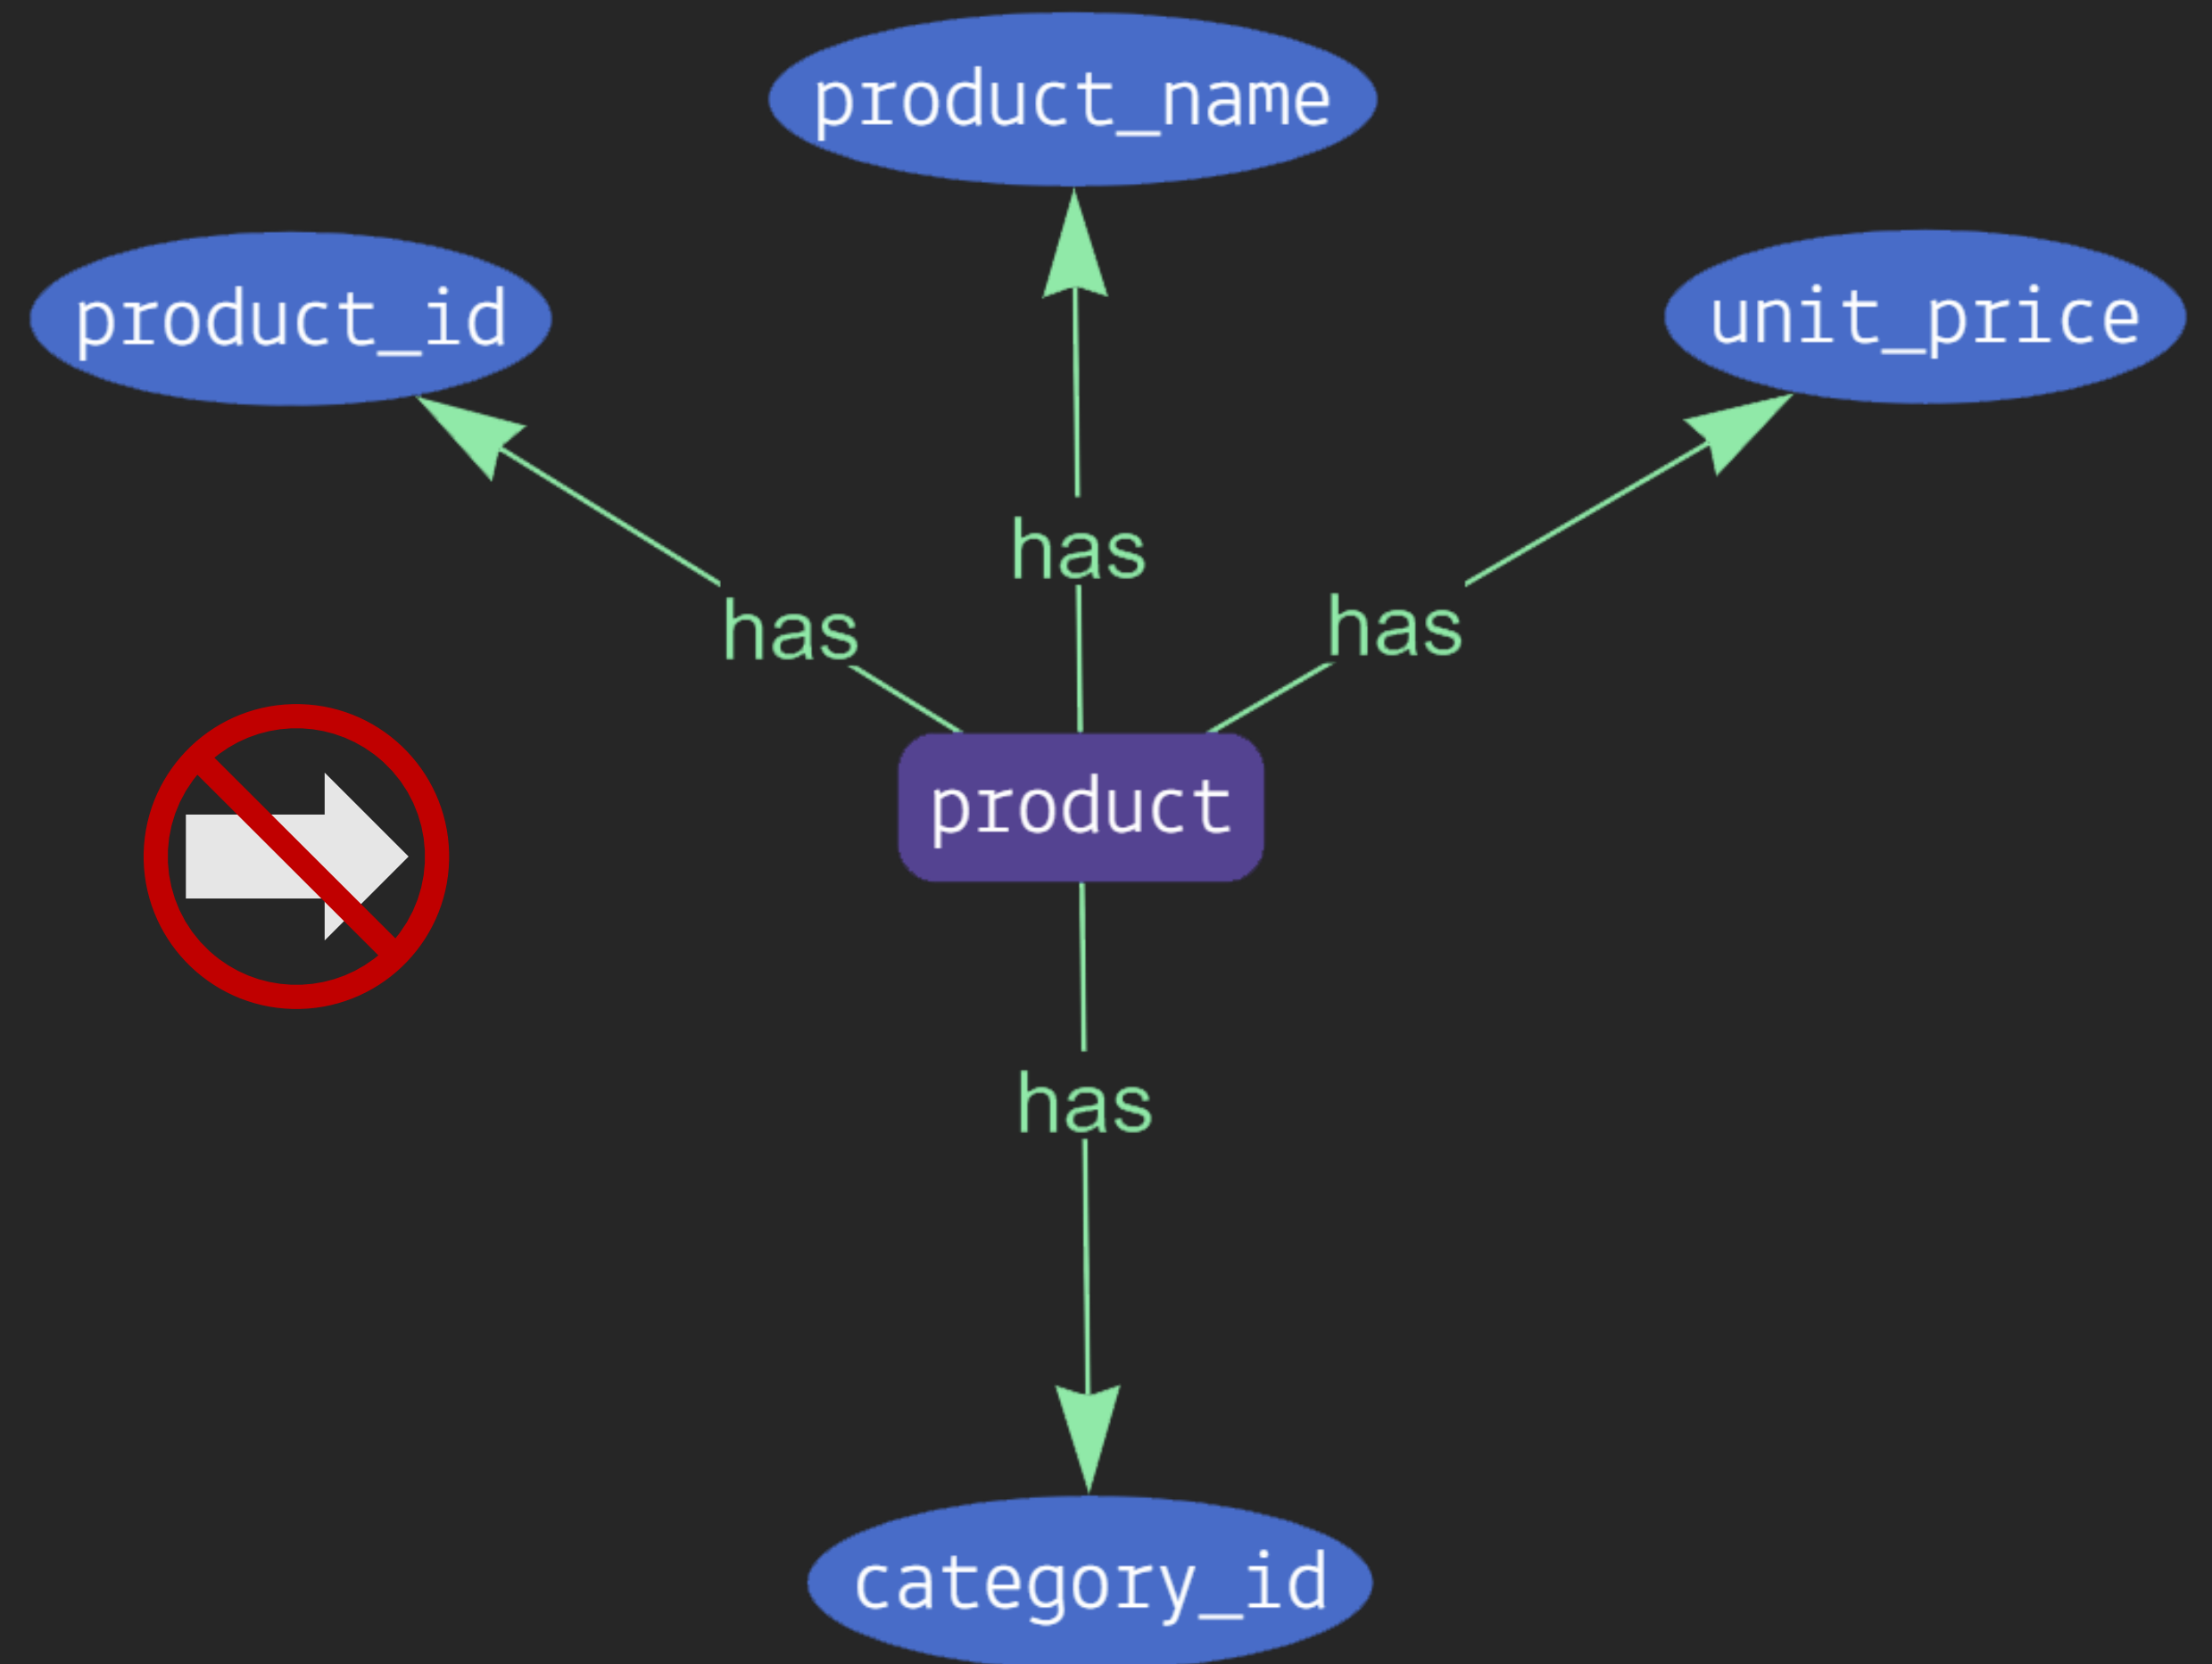 product_name
product_id
unit_price
has
has
has
product
has
category_id